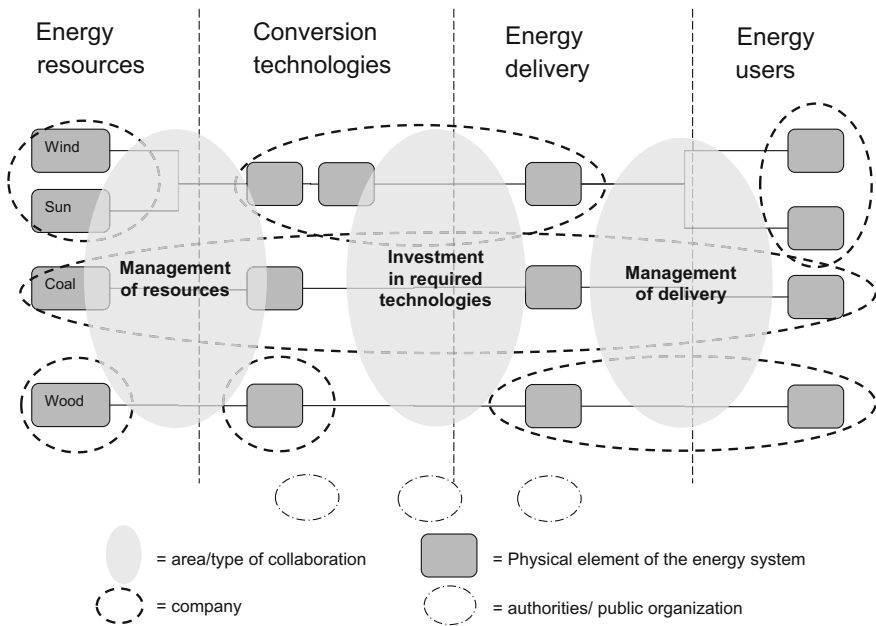 Energy
resources
Conversion
technologies
Energy
delivery
Energy
users
Wind
Sun
Coal
Wood
Management
of resources
Investment
in required
technologies
Management
of delivery
= area/type of collaboration
= Physical element of the energy system
= company
= authorities/ public organization